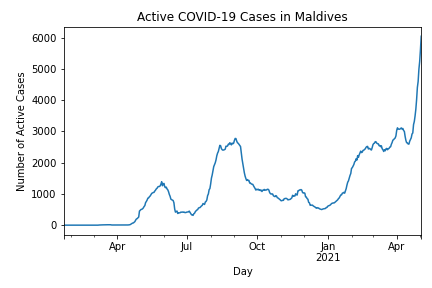 Active COVID-19 Cases in Maldives
Number of Active Cases
6000
5000
4000
3000
2000
1000
0
Apr
Jul
Oct
Jan
2021
Apr
Day